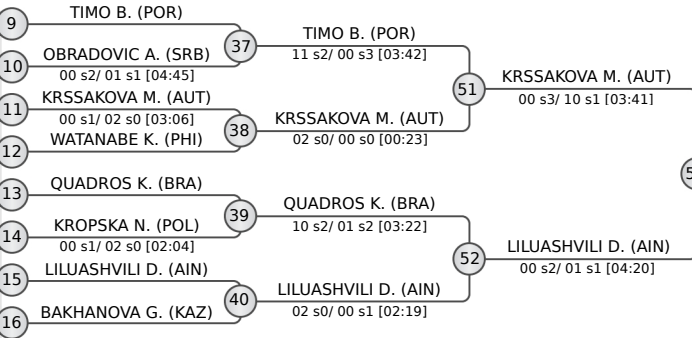 9
TIMO B. (POR)
10
OBRADOVIC A. (SRB)
00 s2/ 01 s1 [04:45]
11
KRSSAKOVA M. (AUT)
00 s1/ 02 s0 [03:06]
12
WATANABE K. (PHI)
13
QUADROS K. (BRA)
14
KROPSKA N. (POL)
00 s1/ 02 s0 [02:04]
15
LILUASHVILI D. (AIN)
16
BAKHANOVA G. (KAZ)
37
TIMO B. (POR)
11 s2/ 00 s3 [03:42]
38
KRSSAKOVA M. (AUT)
02 s0/ 00 s0 [00:23]
39
QUADROS K. (BRA)
10 s2/ 01 s2 [03:22]
40
LILUASHVILI D. (AIN)
02 s0/ 00 s1 [02:19]
51
KRSSAKOVA M. (AUT)
00 s3/ 10 s1 [03:41]
52
LILUASHVILI D. (AIN)
00 s2/ 01 s1 [04:20]